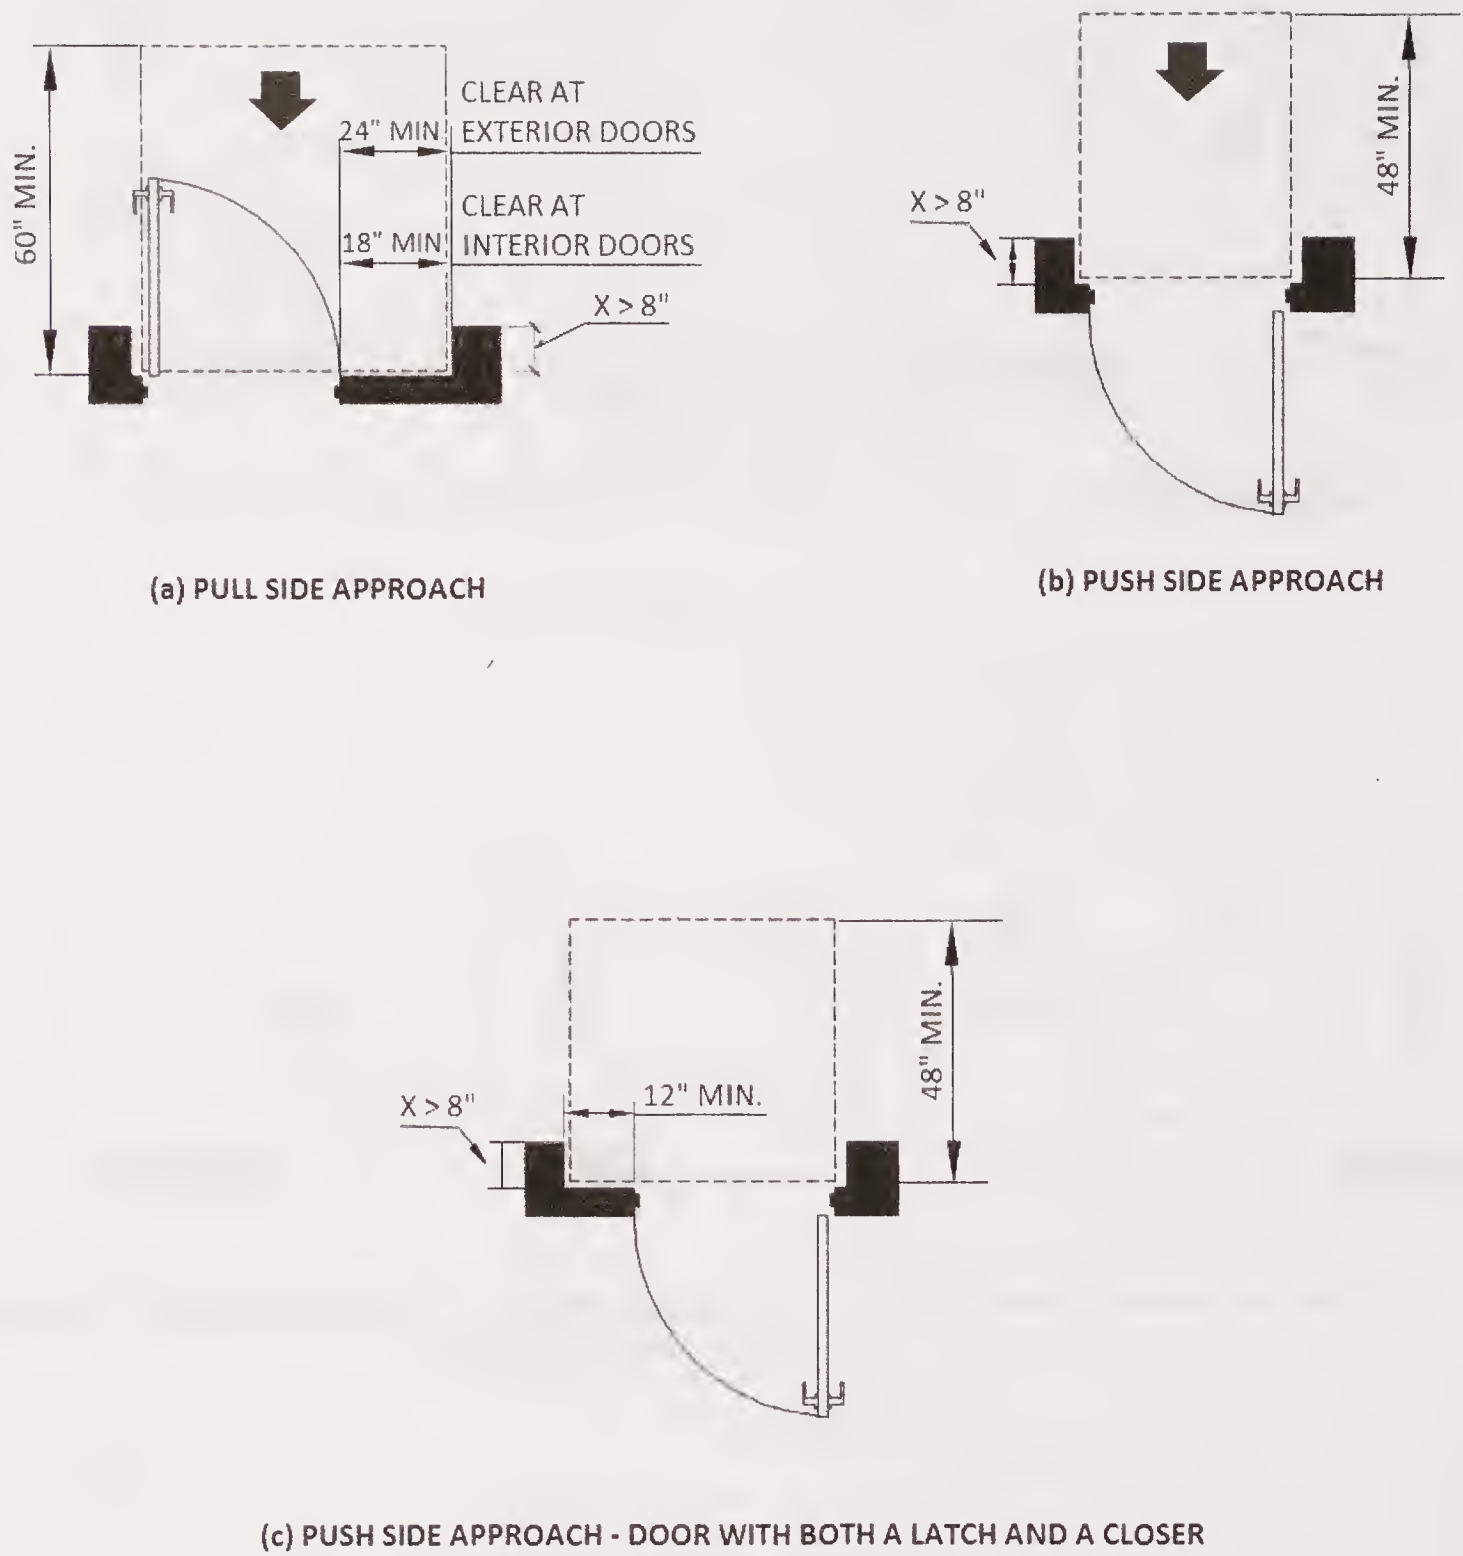 CLEAR AT
24" MIN EXTERIOR DOORS
60" MIN.
CLEAR AT
18" MIN INTERIOR DOORS
X > 8"
(a) PULL SIDE APPROACH
48" MIN.
X > 8"
(b) PUSH SIDE APPROACH
48" MIN.
12" MIN.
X > 8"
(c) PUSH SIDE APPROACH - DOOR WITH BOTH A LATCH AND A CLOSER